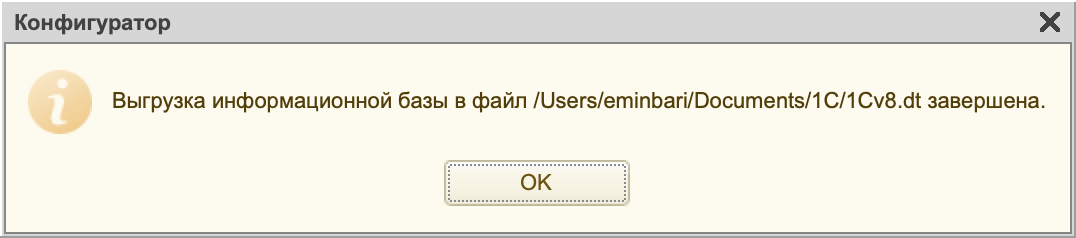 Конфигуратор
Выгрузка информационной базы в файл /Users/eminbari/Documents/1C/1Cv8.dt завершена.
OK